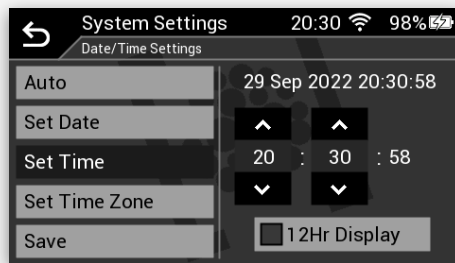 System Settings 20:30 98%
Date/Time Settings
Auto
29 Sep 2022 20:30:58
Set Date
Set Time
20 : 30 : 58
Set Time Zone
12Hr Display
Save